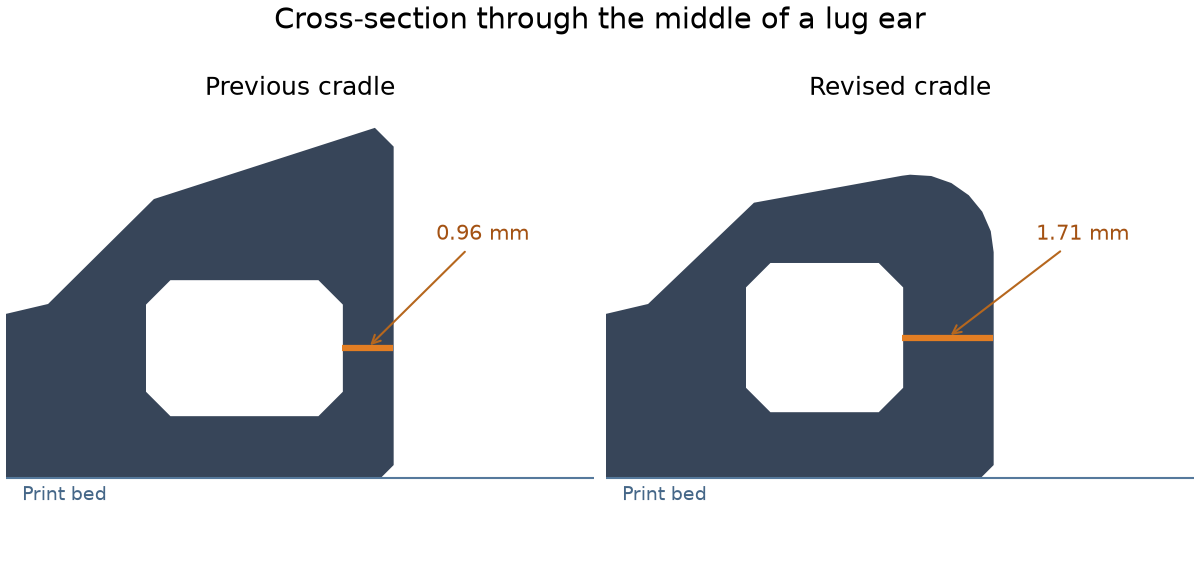 Cross-section through the middle of a lug ear
Previous cradle
Revised cradle
0.96 mm
1.71 mm
Print bed
Print bed